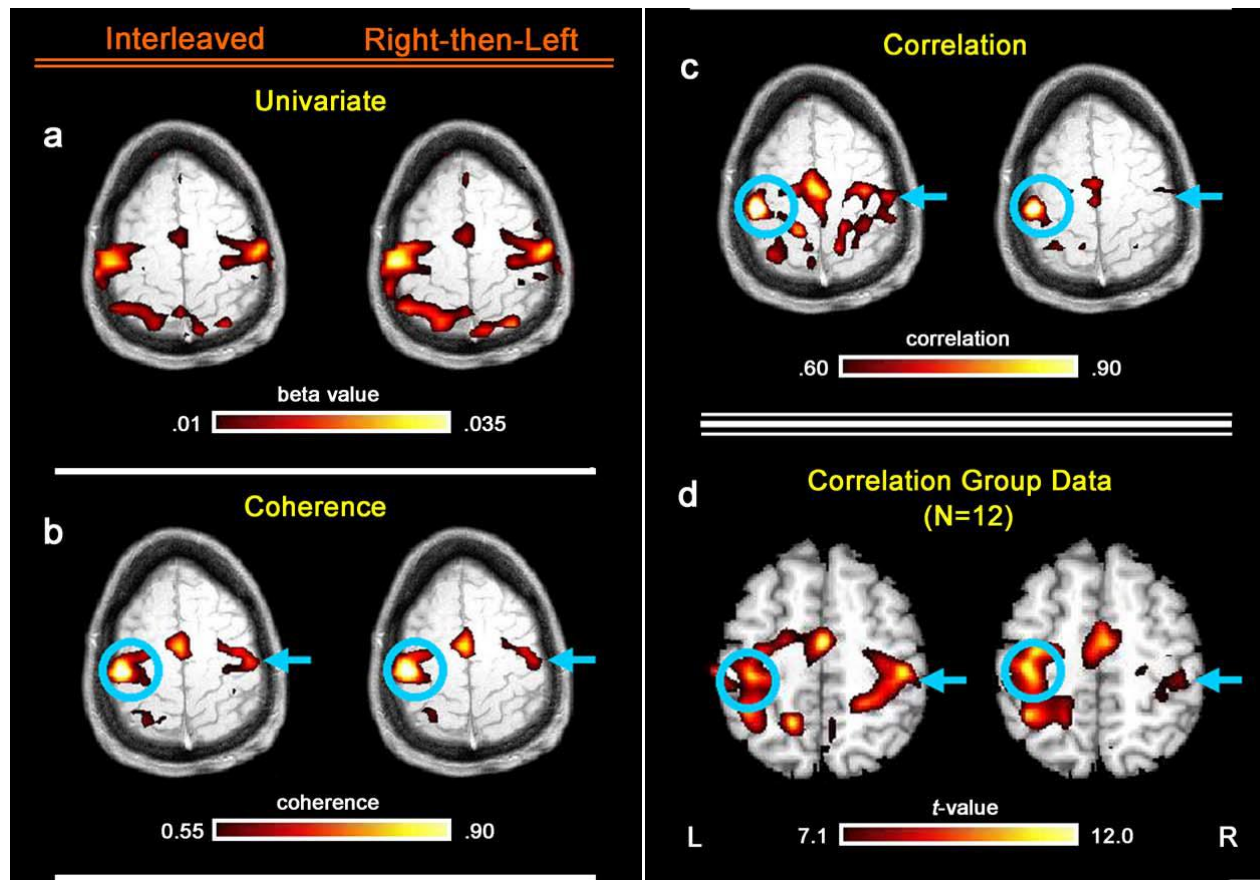 Interleaved Right-then-Left
Univariate
a
beta value
.01 .035
Coherence
b
coherence
0.55 .90
Correlation
c
correlation
.60 .90
Correlation Group Data
(N=12)
d
t-value
7.1 12.0
L R